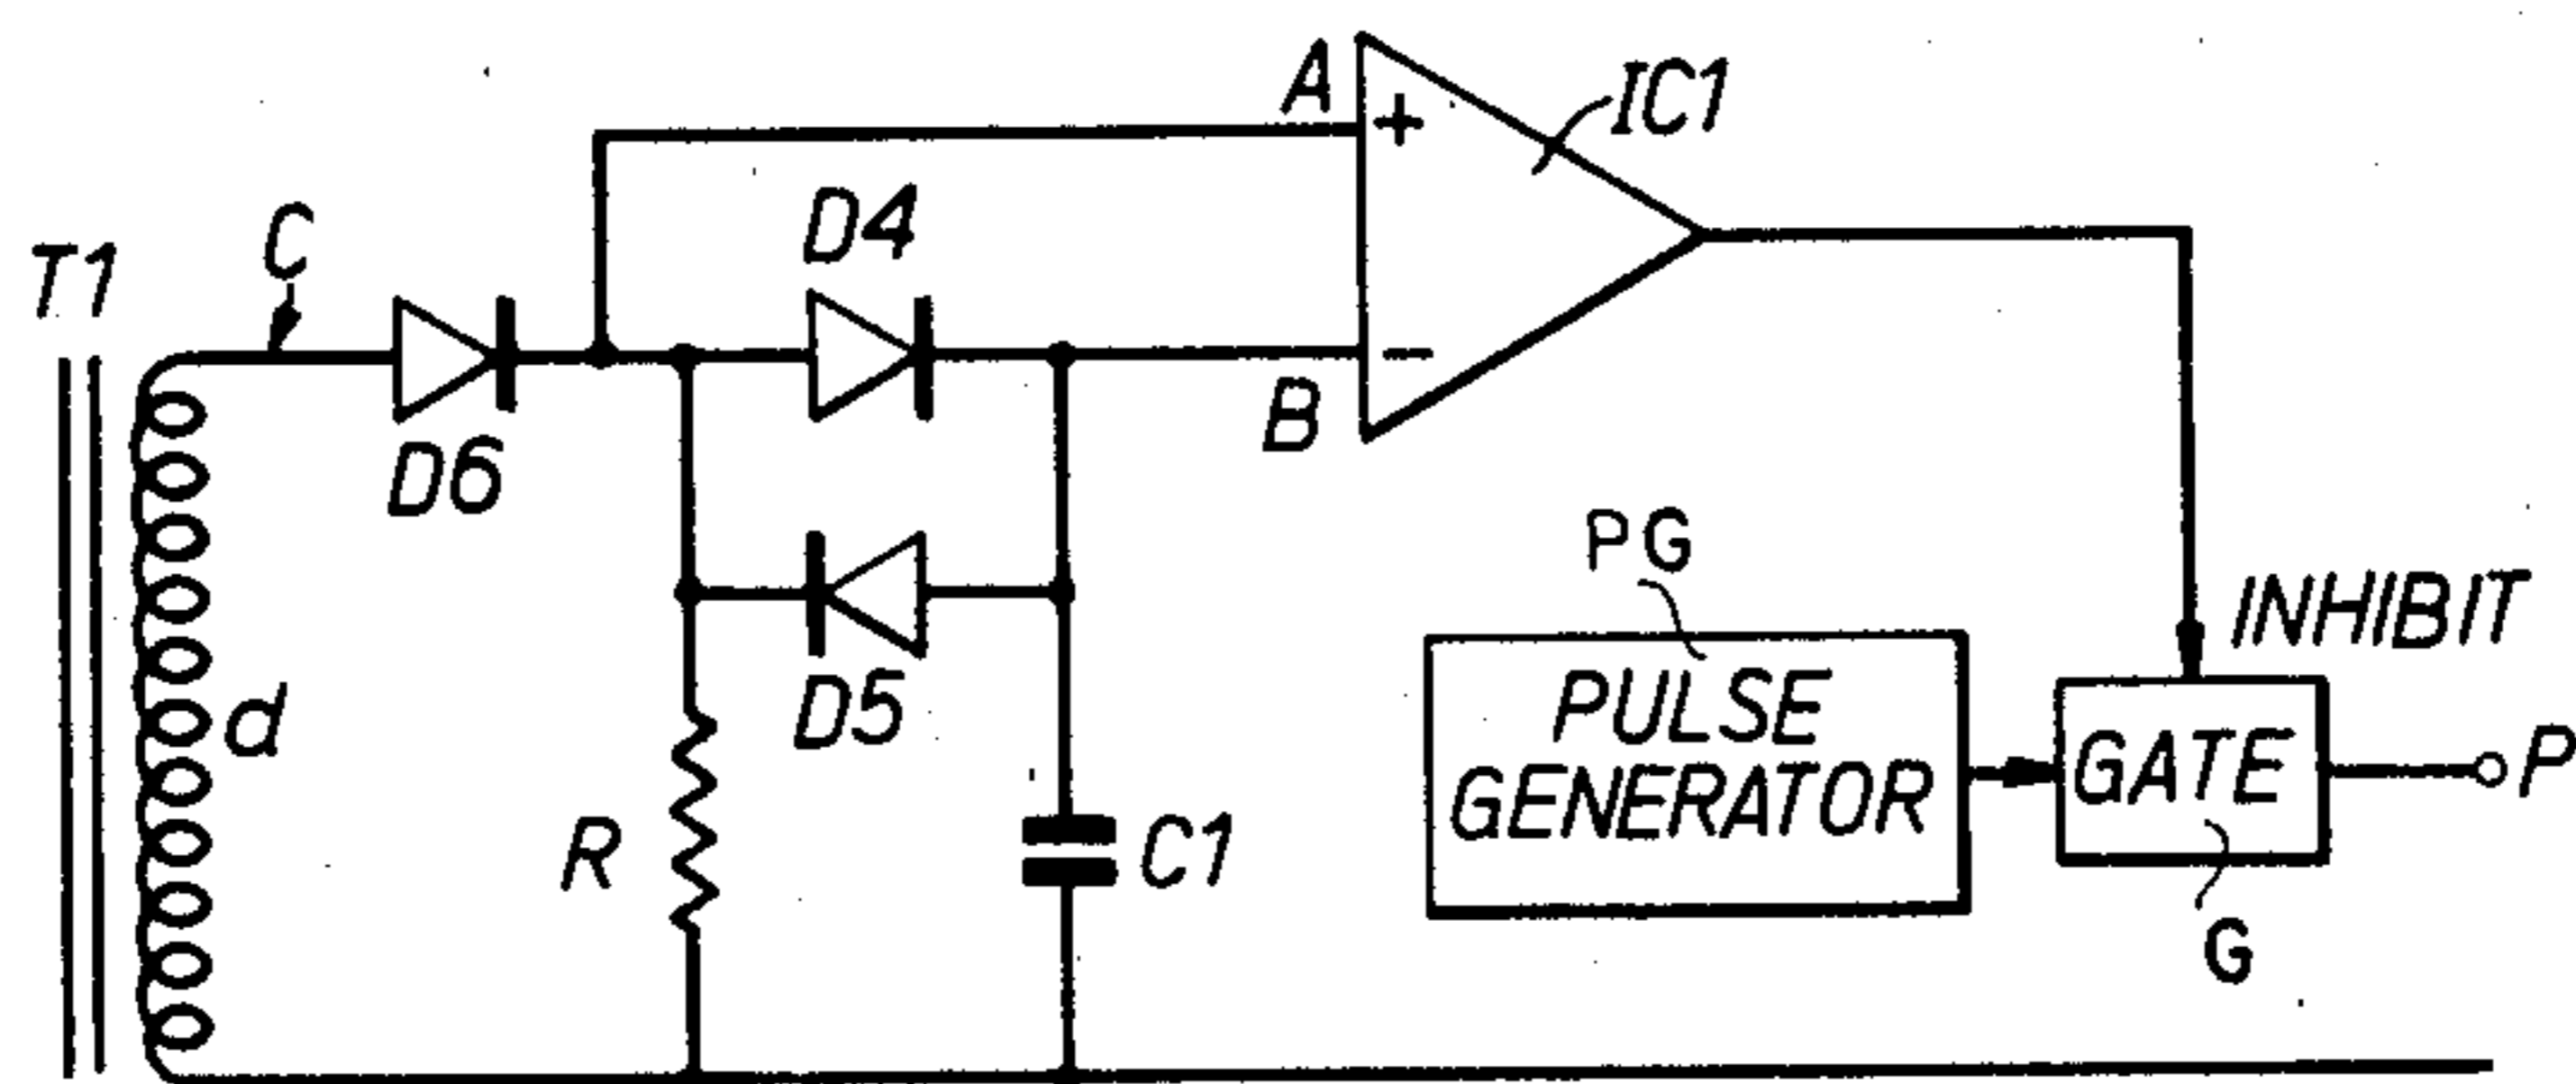 T1
C
D6
D4
A
+
IC1
B
−
d
D5
R
C1
PG
PULSE
GENERATOR
INHIBIT
GATE
P
G